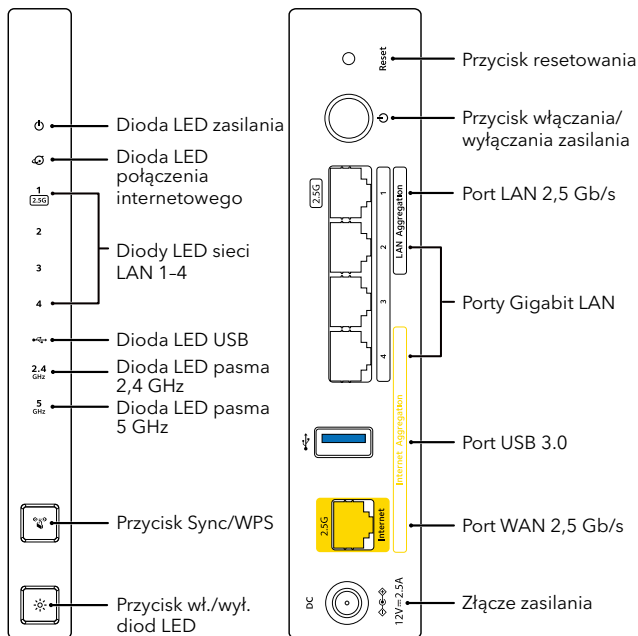 Dioda LED zasilania
Dioda LED
połączenia
internetowego
1
2.5G
2
3
4
Diody LED sieci
LAN 1–4
Dioda LED USB
2.4
GHz
Dioda LED pasma
2,4 GHz
5
GHz
Dioda LED pasma
5 GHz
Przycisk Sync/WPS
Przycisk wł./wył.
diod LED
Reset
Przycisk resetowania
Przycisk włączania/
wyłączania zasilania
2.5G
1
2
3
4
LAN Aggregation
Port LAN 2,5 Gb/s
Porty Gigabit LAN
Internet Aggregation
Port USB 3.0
2.5G
Internet
Port WAN 2,5 Gb/s
DC
12V⎓2.5A
Złącze zasilania